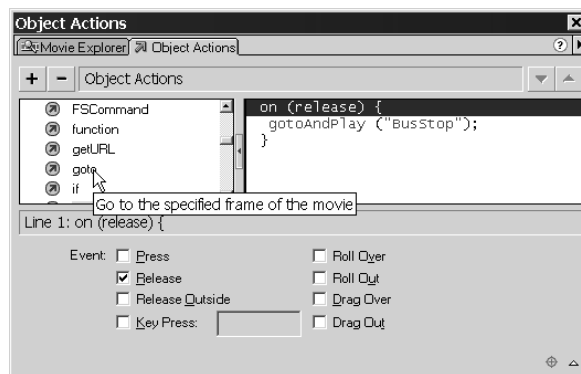 Object Actions
Movie Explorer Object Actions ?
+ - Object Actions
FSCommand
function
getURL
goto
if
on (release) {
gotoAndPlay ("BusStop");
}
Go to the specified frame of the movie
Line 1: on (release) {
Event: Press Roll Over
Release Roll Out
Release Outside Drag Over
Key Press: Drag Out